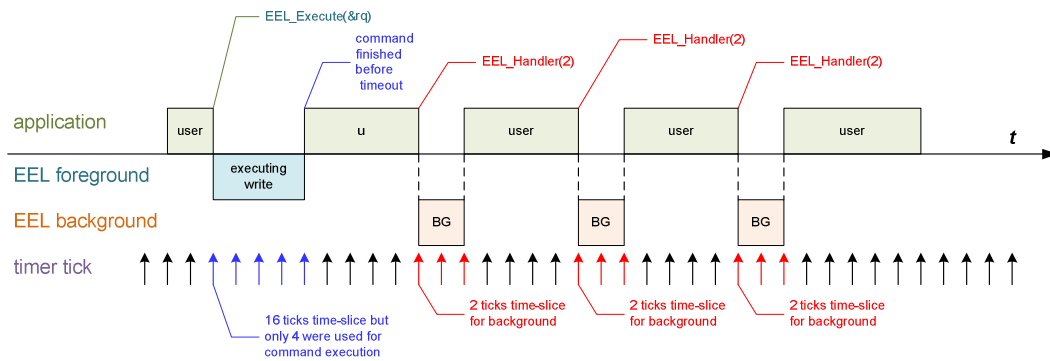 EEL_Execute(&rq)
command
finished
before
timeout
EEL_Handler(2)
EEL_Handler(2)
EEL_Handler(2)
application
user
u
user
user
user
t
EEL foreground
executing
write
EEL background
BG
BG
BG
timer tick
16 ticks time-slice but
only 4 were used for
command execution
2 ticks time-slice
for background
2 ticks time-slice
for background
2 ticks time-slice
for background